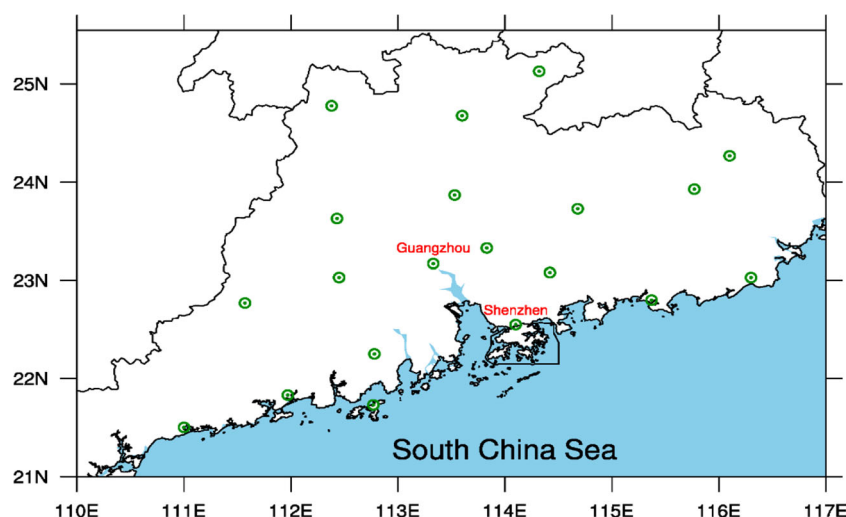 25N
24N
Guangzhou
23N
Shenzhen
22N
South China Sea
21N
110E 111E 112E 113E 114E 115E 116E 117E